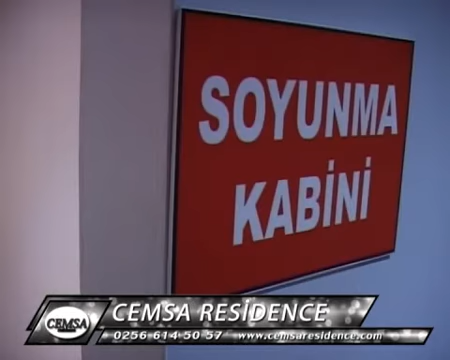 SOYUNMA
KABİNİ
CEMSA
CEMSA RESİDENCE
0256 614 50 57 www.cemsaresidence.com